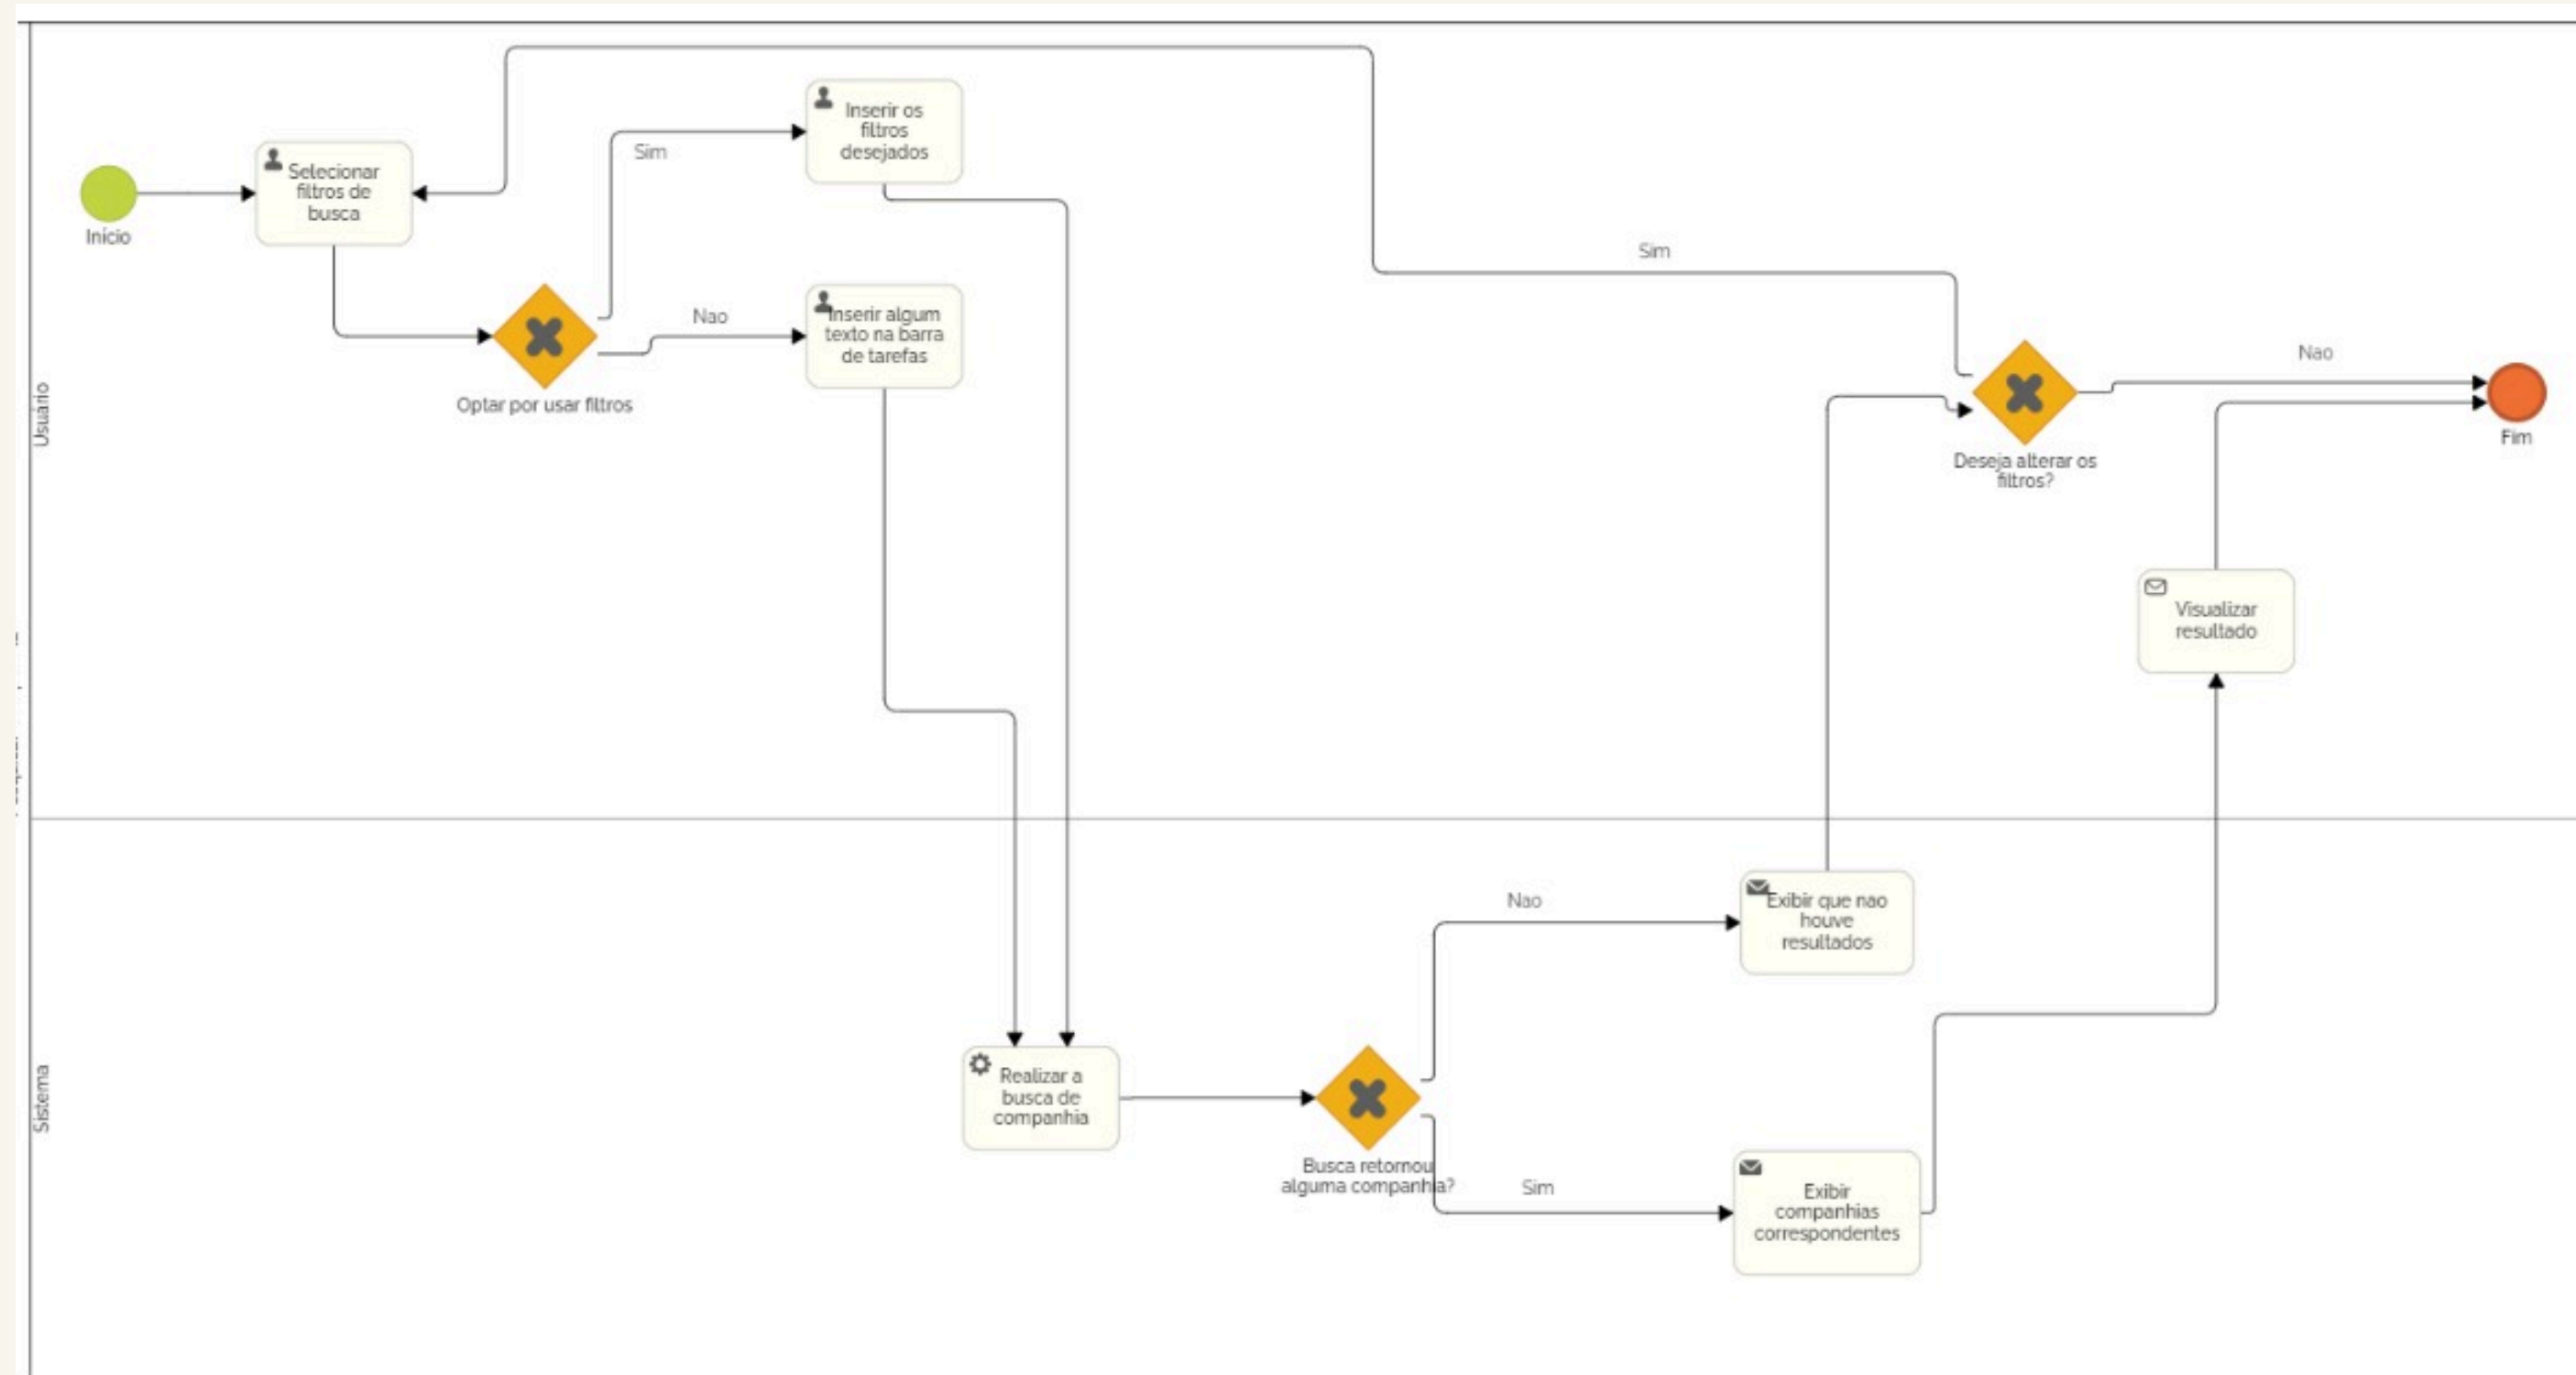 Início
Selecionar
filtros de
busca
Optar por usar filtros
Sim
Inserir os
filtros
desejados
Nao
Inserir algum
texto na barra
de tarefas
Sim
Deseja alterar os
filtros?
Nao
Fim
Visualizar
resultado
Usuário
Sistema
Realizar a
busca de
companhia
Busca retornou
alguma companhia?
Nao
Exibir que nao
houve
resultados
Sim
Exibir
companhias
correspondentes